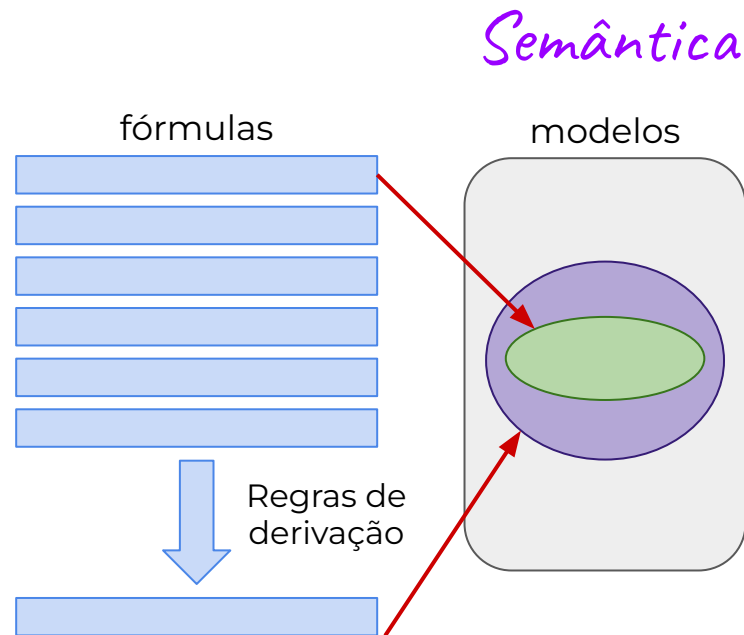 Semântica
fórmulas
modelos
Regras de
derivação